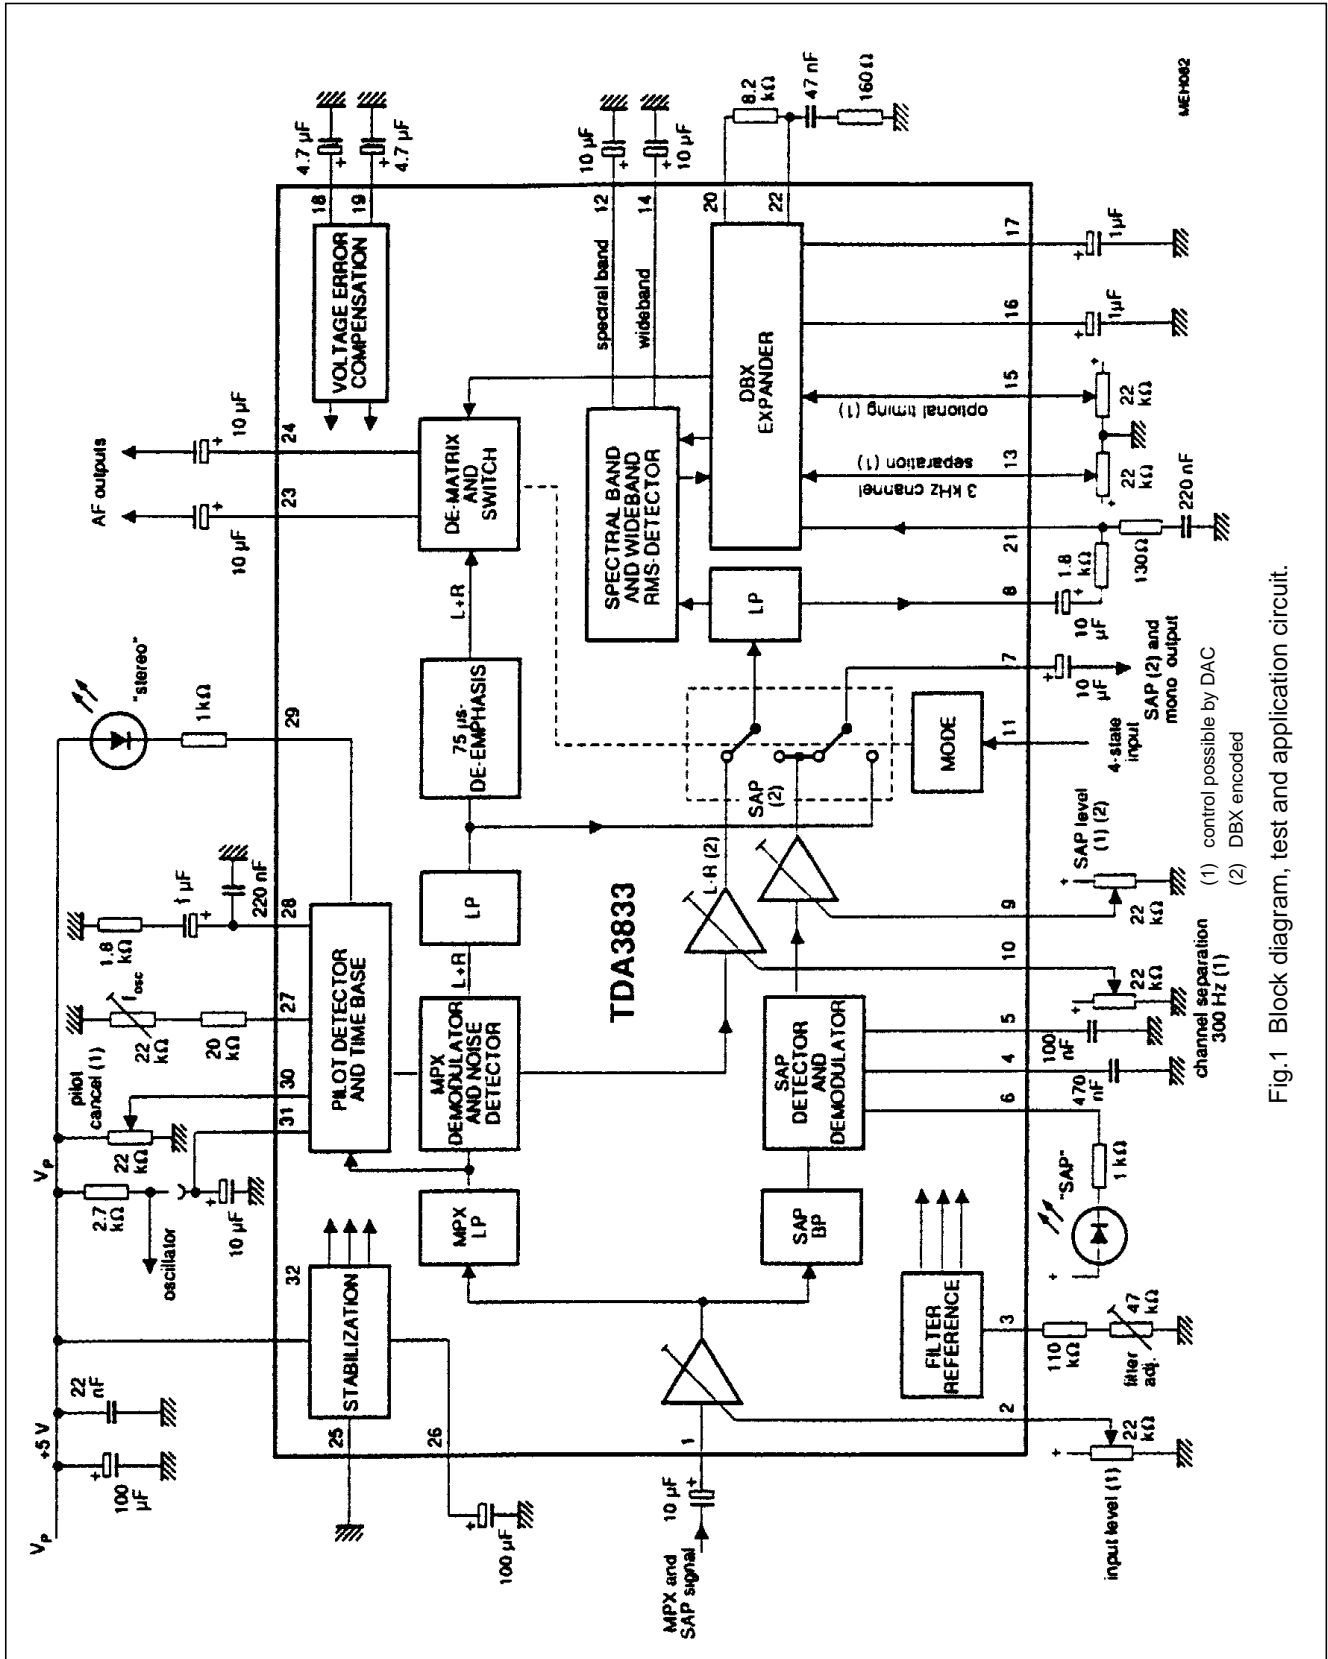 VP
+5 V
100
µF
22
nF
VP
2.7
kΩ
oscillator
10 µF
22
kΩ
pilot
cancel (1)
22
kΩ
fosc
20
kΩ
1.8
kΩ
1 µF
220 nF
"stereo"
1 kΩ
AF outputs
10 µF
10 µF
4.7 µF
4.7 µF
25
26
32
31
30
27
28
29
23
24
18
19
100 µF
STABILIZATION
PILOT DETECTOR
AND TIME BASE
VOLTAGE ERROR
COMPENSATION
MPX
LP
MPX
DEMODULATOR
AND NOISE
DETECTOR
L+R
LP
75 µs-
DE-EMPHASIS
L+R
DE-MATRIX
AND
SWITCH
10 µF
10 µF
12
14
spectral band
wideband
SPECTRAL BAND
AND WIDEBAND
RMS-DETECTOR
TDA3833
MPX and
SAP signal
10 µF
1
L-R (2)
SAP
(2)
LP
DBX
EXPANDER
20
22
8.2
kΩ
47 nF
160 Ω
SAP
BP
SAP
DETECTOR
AND
DEMODULATOR
FILTER
REFERENCE
MODE
3 kHz channel
separation (1)
optional timing (1)
2
3
6
4
5
10
9
11
7
8
21
13
15
16
17
input level (1)
22
kΩ
110
kΩ
filter
adj.
47
kΩ
"SAP"
1 kΩ
470
nF
100
nF
22
kΩ
channel separation
300 Hz (1)
22
kΩ
SAP level
(1) (2)
4-state
input
10
µF
SAP (2) and
mono output
10
µF
1.8
kΩ
130Ω
220 nF
22
kΩ
22
kΩ
1µF
1µF
MEH062
(1) control possible by DAC
(2) DBX encoded
Fig.1 Block diagram, test and application circuit.